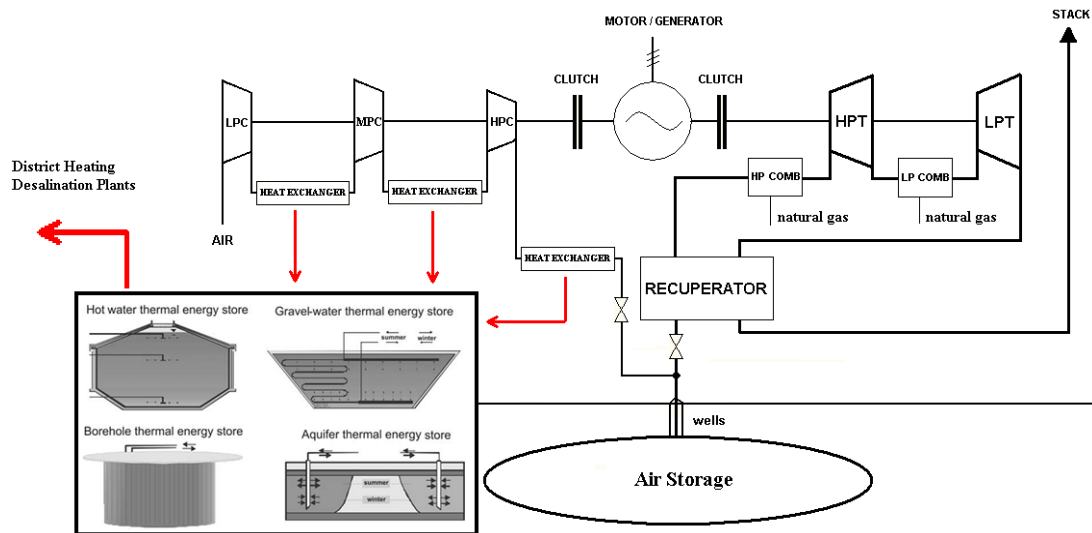 MOTOR / GENERATOR
STACK
CLUTCH
CLUTCH
LPC
MPC
HPC
HPT
LPT
District Heating
Desalination Plants
HEAT EXCHANGER
HEAT EXCHANGER
HP COMB
LP COMB
natural gas
natural gas
AIR
HEAT EXCHANGER
RECUPERATOR
Hot water thermal energy store
Gravel-water thermal energy store
summer
winter
wells
Borehole thermal energy store
Aquifer thermal energy store
summer
winter
Air Storage